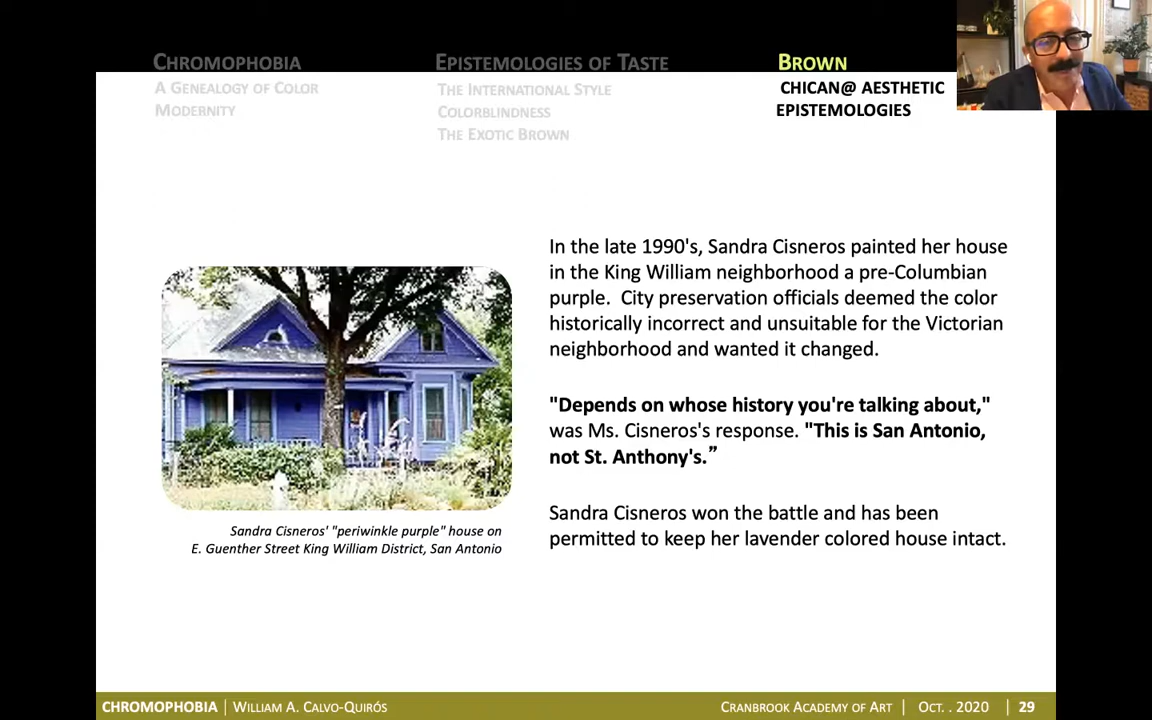 CHROMOPHOBIA
A GENEALOGY OF COLOR
MODERNITY
EPISTEMOLOGIES OF TASTE
THE INTERNATIONAL STYLE
COLORBLINDNESS
THE EXOTIC BROWN
BROWN
CHICAN@ AESTHETIC
EPISTEMOLOGIES
In the late 1990's, Sandra Cisneros painted her house
in the King William neighborhood a pre-Columbian
purple.  City preservation officials deemed the color
historically incorrect and unsuitable for the Victorian
neighborhood and wanted it changed.
"Depends on whose history you're talking about,"
was Ms. Cisneros's response. "This is San Antonio,
not St. Anthony's.”
Sandra Cisneros won the battle and has been
permitted to keep her lavender colored house intact.
Sandra Cisneros' "periwinkle purple" house on
E. Guenther Street King William District, San Antonio
CHROMOPHOBIA | WILLIAM A. CALVO-QUIRÓS
CRANBROOK ACADEMY OF ART | OCT. . 2020 | 29